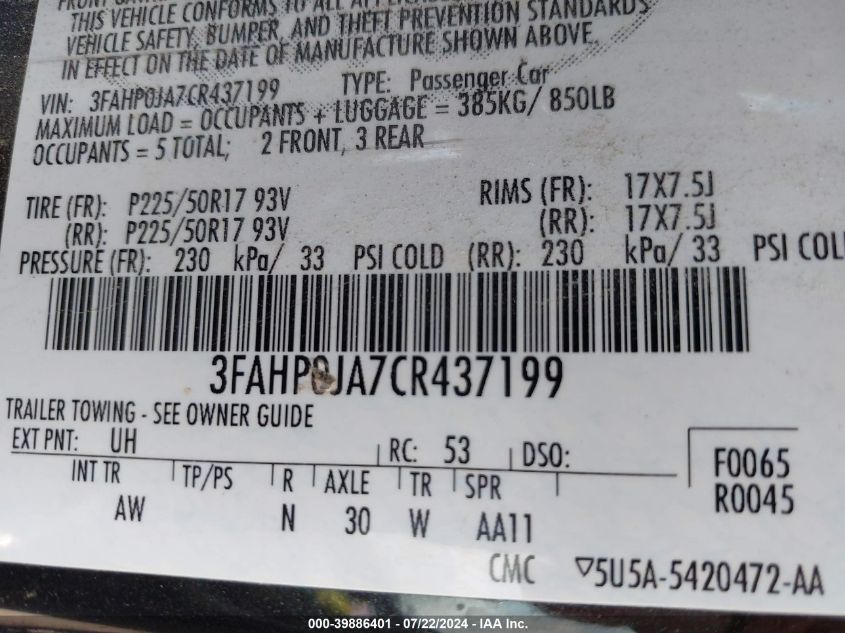 THIS VEHICLE CONFORMS TO ALL
VEHICLE SAFETY, BUMPER, AND THEFT PREVENTION STANDARDS
IN EFFECT ON THE DATE OF MANUFACTURE SHOWN ABOVE.
VIN: 3FAHP0JA7CR437199 TYPE: Passenger Car
MAXIMUM LOAD = OCCUPANTS + LUGGAGE = 385KG/ 850LB
OCCUPANTS = 5 TOTAL; 2 FRONT, 3 REAR
TIRE (FR): P225/50R17 93V RIMS (FR): 17X7.5J
(RR): P225/50R17 93V (RR): 17X7.5J
PRESSURE (FR): 230 kPa/ 33 PSI COLD (RR): 230 kPa/ 33 PSI COL
3FAHP0JA7CR437199
TRAILER TOWING - SEE OWNER GUIDE
EXT PNT: UH RC: 53 DSO:
INT TR TP/PS R AXLE TR SPR F0065
AW N 30 W AA11 R0045
CMC ▽5U5A-5420472-AA
000-39886401 / 07/22/2024 - IAA Inc.